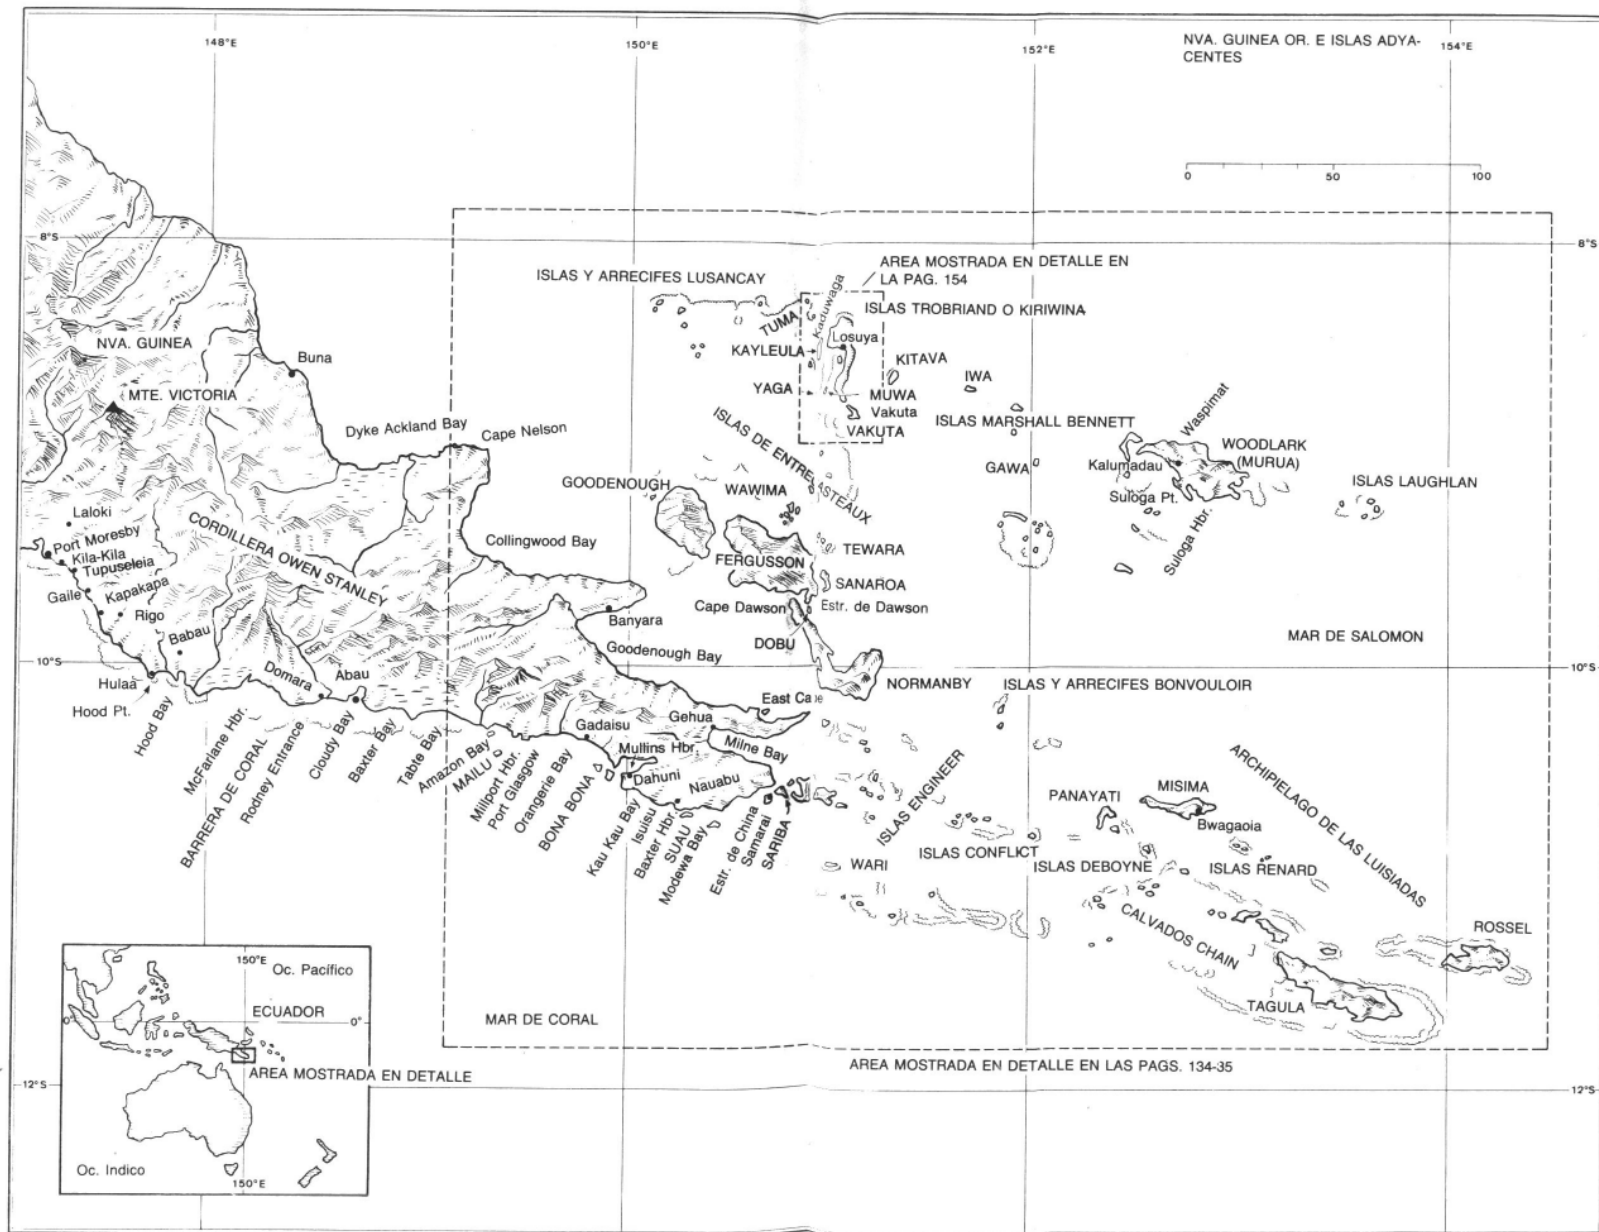 148°E
150°E
152°E
154°E
NVA. GUINEA OR. E ISLAS ADYA-
CENTES
0
50
100
8°S
8°S
AREA MOSTRADA EN DETALLE EN
LA PAG. 154
ISLAS Y ARRECIFES LUSANCAY
TUMA
Kaduwaga
ISLAS TROBRIAND O KIRIWINA
Losuya
KAYLEULA
KITAVA
IWA
YAGA
MUWA
Vakuta
VAKUTA
ISLAS MARSHALL BENNETT
GAWA
Waspimat
WOODLARK
(MURUA)
Kalumadau
Suloga Pt.
Suloga Hbr.
ISLAS LAUGHLAN
NVA. GUINEA
Buna
MTE. VICTORIA
Dyke Ackland Bay
Cape Nelson
ISLAS DE ENTRELASTEAUX
GOODENOUGH
WAWIMA
Laloki
Port Moresby
Kila-Kila
Tupuseleia
Gaile
Kapakapa
Rigo
Babau
CORDILLERA OWEN STANLEY
Collingwood Bay
TEWARA
FERGUSSON
SANAROA
Cape Dawson
Estr. de Dawson
Banyara
DOBU
Goodenough Bay
MAR DE SALOMON
10°S
10°S
Hulaa
Hood Pt.
Hood Bay
Domara
Abau
NORMANBY
ISLAS Y ARRECIFES BONVOULOIR
East Ca e
McFarlane Hbr.
BARRERA DE CORAL
Rodney Entrance
Cloudy Bay
Baxter Bay
Table Bay
Amazon Bay
MAILU
Millport Hbr.
Port Glasgow
Orangerie Bay
BONA BONA
Gadaisu
Gehua
Mullins Hbr.
Milne Bay
Dahuni
Nauabu
Kau Kau Bay
Isuisu
Baxter Hbr.
SUAU
Modewa Bay
Estr. de China
Samarai
SARIBA
ISLAS ENGINEER
WARI
ISLAS CONFLICT
PANAYATI
MISIMA
Bwagaoia
ISLAS DEBOYNE
ISLAS RENARD
ARCHIPIELAGO DE LAS LUISIADAS
CALVADOS CHAIN
ROSSEL
TAGULA
MAR DE CORAL
AREA MOSTRADA EN DETALLE EN LAS PAGS. 134-35
12°S
12°S
150°E
Oc. Pacífico
ECUADOR
0°
0°
AREA MOSTRADA EN DETALLE
Oc. Indico
150°E